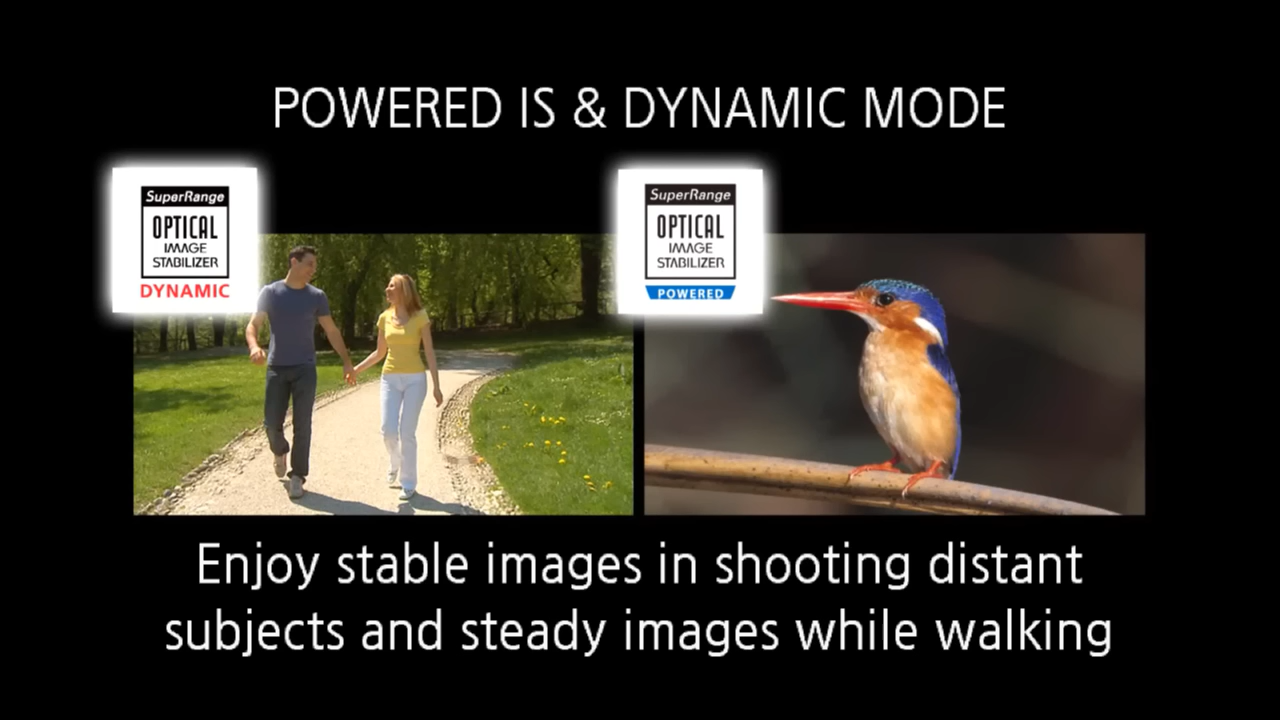 POWERED IS & DYNAMIC MODE
SuperRange
OPTICAL
IMAGE
STABILIZER
DYNAMIC
SuperRange
OPTICAL
IMAGE
STABILIZER
POWERED
Enjoy stable images in shooting distant
subjects and steady images while walking